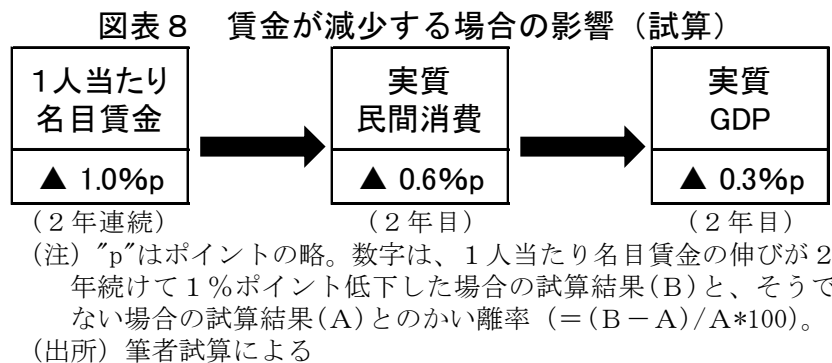 図表８　賃金が減少する場合の影響（試算）
１人当たり
名目賃金
▲ 1.0%p
（２年連続）
実質
民間消費
▲ 0.6%p
（２年目）
実質
GDP
▲ 0.3%p
（２年目）
（注）″p″はポイントの略。数字は、１人当たり名目賃金の伸びが２
年続けて１％ポイント低下した場合の試算結果(B)と、そうで
ない場合の試算結果(A)とのかい離率（＝(B－A)/A*100)。
（出所）筆者試算による